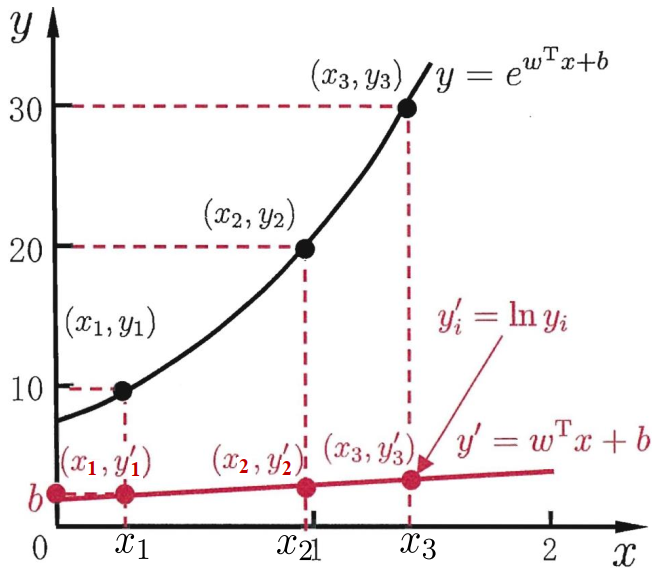 y
(x₃, y₃)
y = e^{wᵀx+b}
30
(x₂, y₂)
20
(x₁, y₁)
y′ᵢ = ln yᵢ
10
(x₁, y′₁)
(x₂, y′₂)
(x₃, y′₃)
y′ = wᵀx + b
b
0
x₁
x₂
1
x₃
2
x